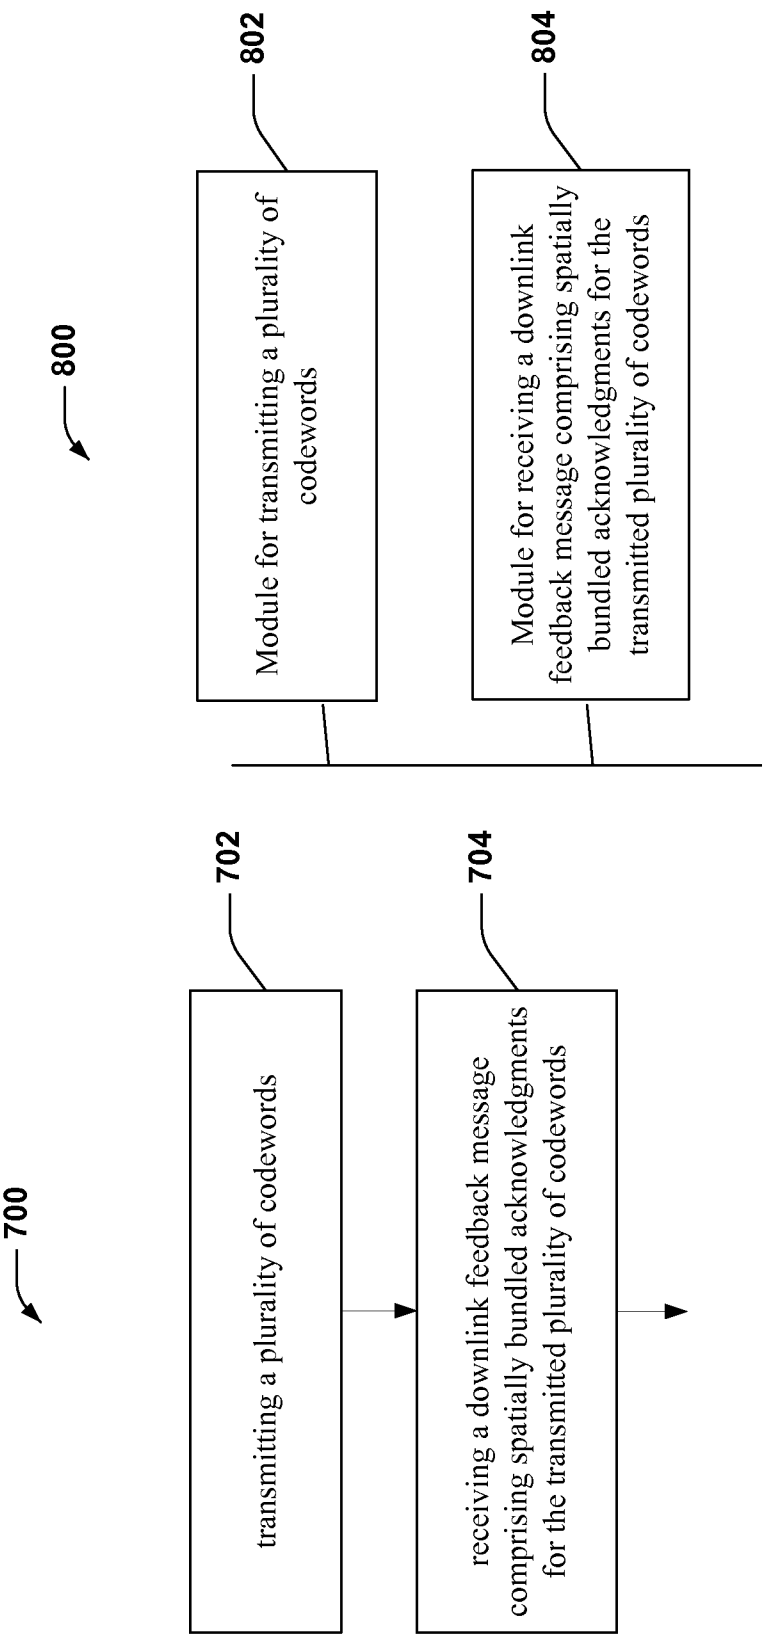 700
702
transmitting a plurality of codewords
704
receiving a downlink feedback message
comprising spatially bundled acknowledgments
for the transmitted plurality of codewords
800
802
Module for transmitting a plurality of
codewords
804
Module for receiving a downlink
feedback message comprising spatially
bundled acknowledgments for the
transmitted plurality of codewords